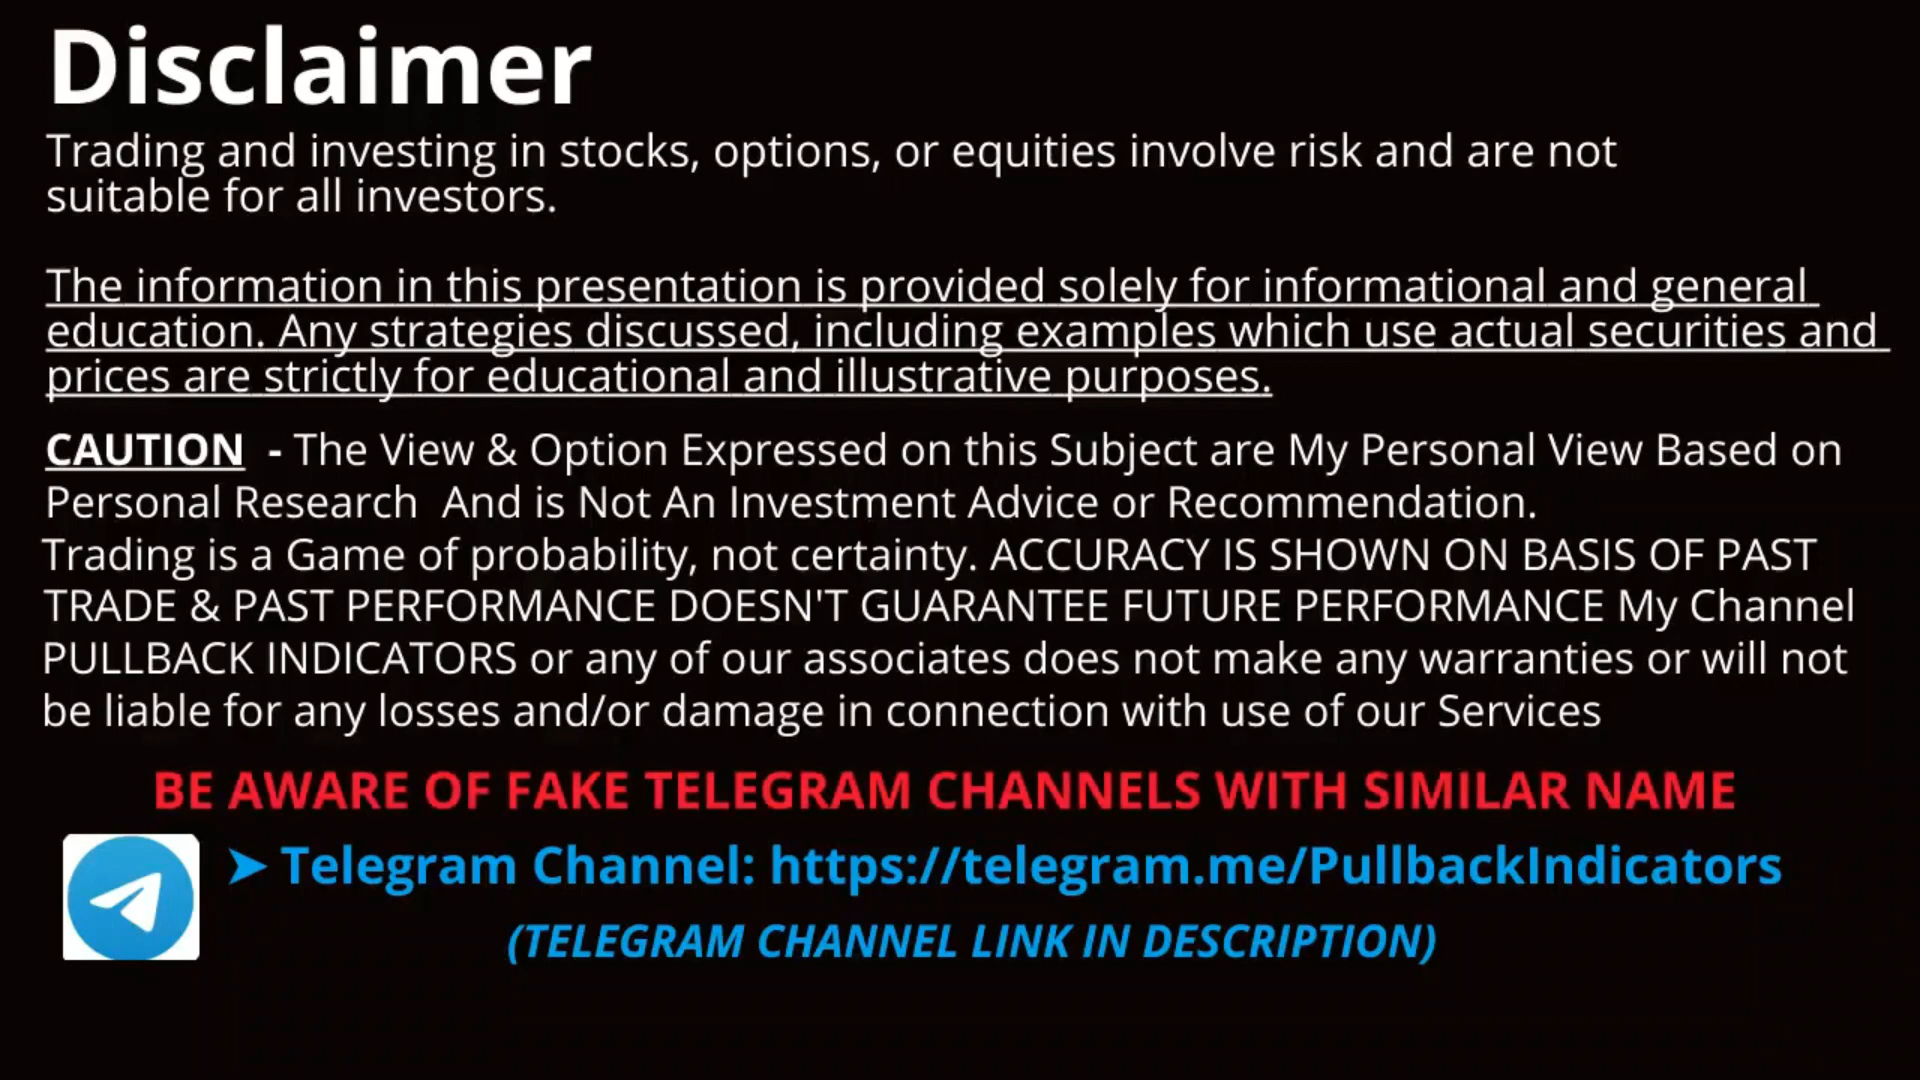 Disclaimer
Trading and investing in stocks, options, or equities involve risk and are not
suitable for all investors.
The information in this presentation is provided solely for informational and general
education. Any strategies discussed, including examples which use actual securities and
prices are strictly for educational and illustrative purposes.
CAUTION - The View & Option Expressed on this Subject are My Personal View Based on
Personal Research And is Not An Investment Advice or Recommendation.
Trading is a Game of probability, not certainty. ACCURACY IS SHOWN ON BASIS OF PAST
TRADE & PAST PERFORMANCE DOESN'T GUARANTEE FUTURE PERFORMANCE My Channel
PULLBACK INDICATORS or any of our associates does not make any warranties or will not
be liable for any losses and/or damage in connection with use of our Services
BE AWARE OF FAKE TELEGRAM CHANNELS WITH SIMILAR NAME
➤ Telegram Channel: https://telegram.me/PullbackIndicators
(TELEGRAM CHANNEL LINK IN DESCRIPTION)